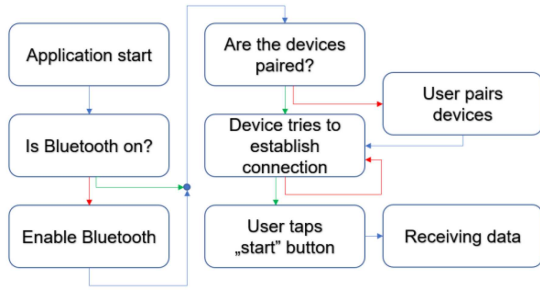 Application start
Is Bluetooth on?
Enable Bluetooth
Are the devices
paired?
User pairs
devices
Device tries to
establish
connection
User taps
„start” button
Receiving data